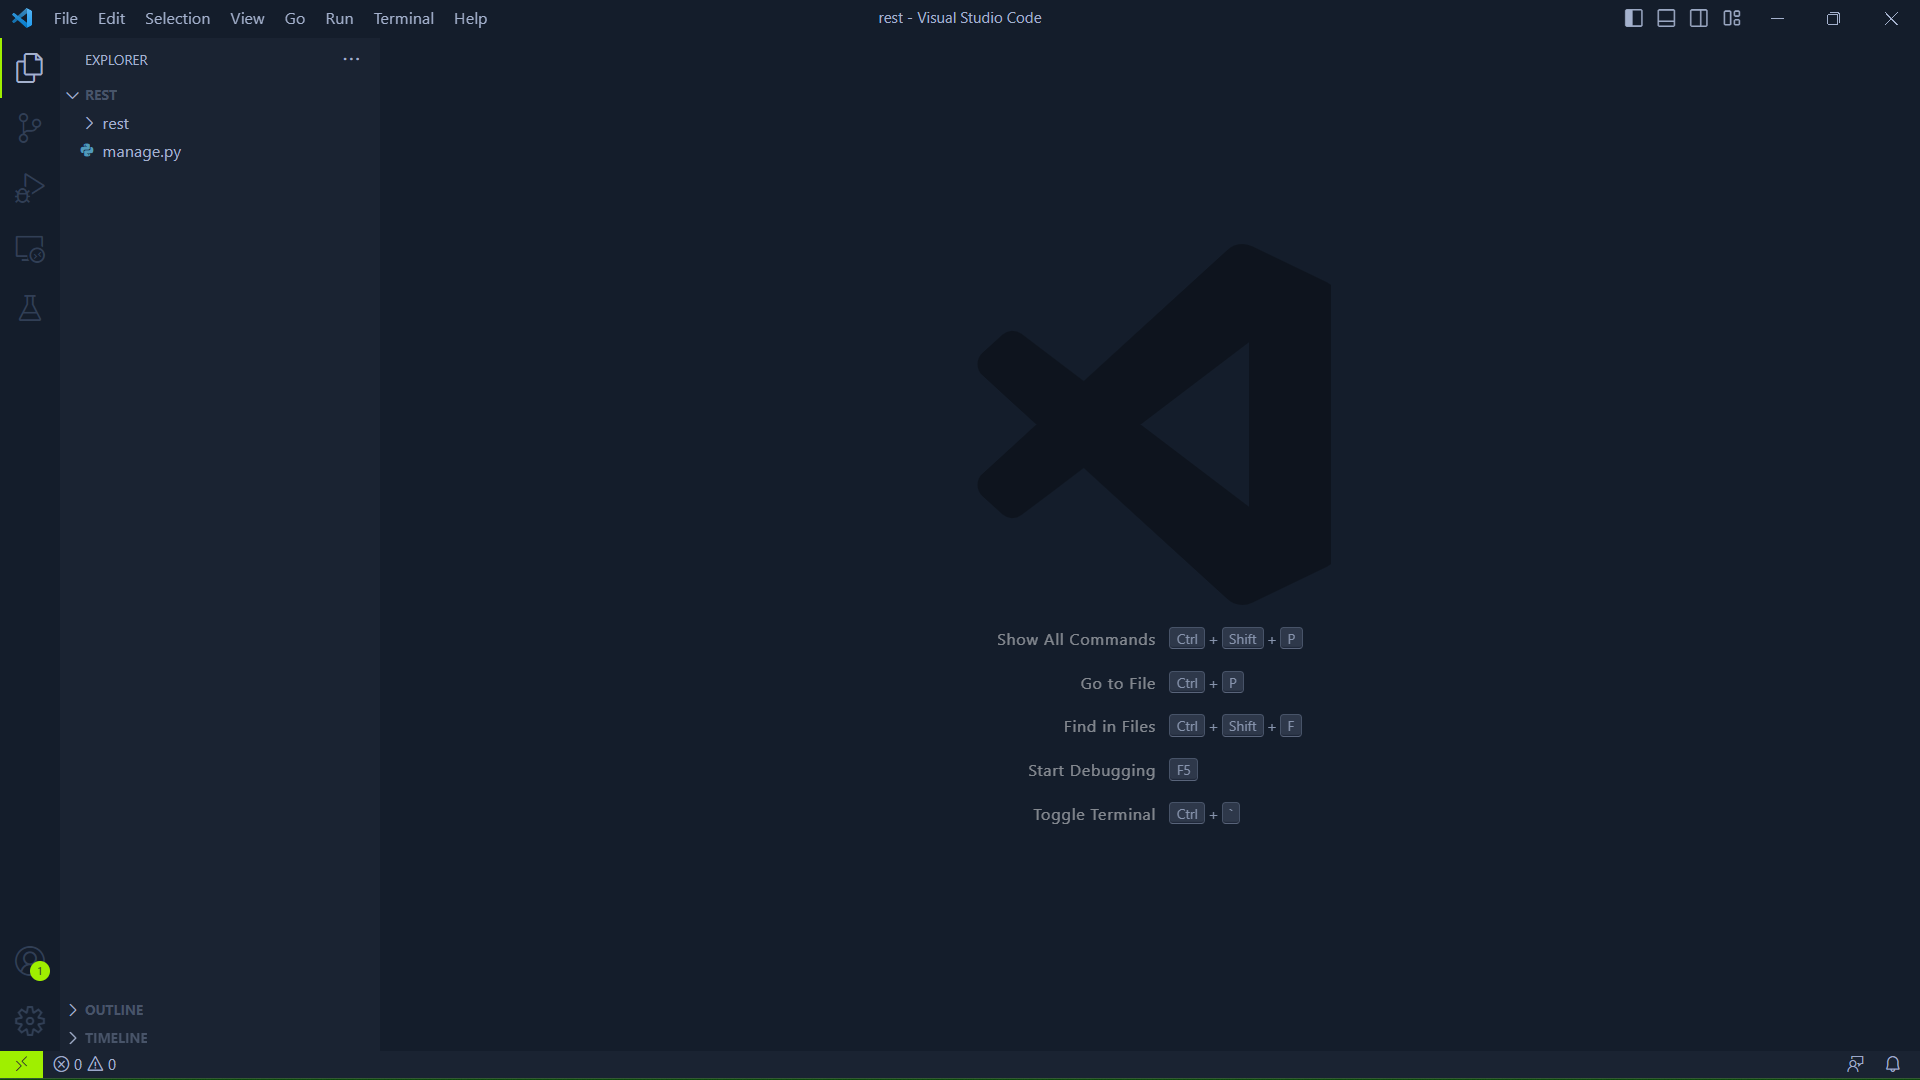 File Edit Selection View Go Run Terminal Help
rest - Visual Studio Code
EXPLORER
REST
rest
manage.py
Show All Commands Ctrl + Shift + P
Go to File Ctrl + P
Find in Files Ctrl + Shift + F
Start Debugging F5
Toggle Terminal Ctrl + `
1
OUTLINE
TIMELINE
0 0